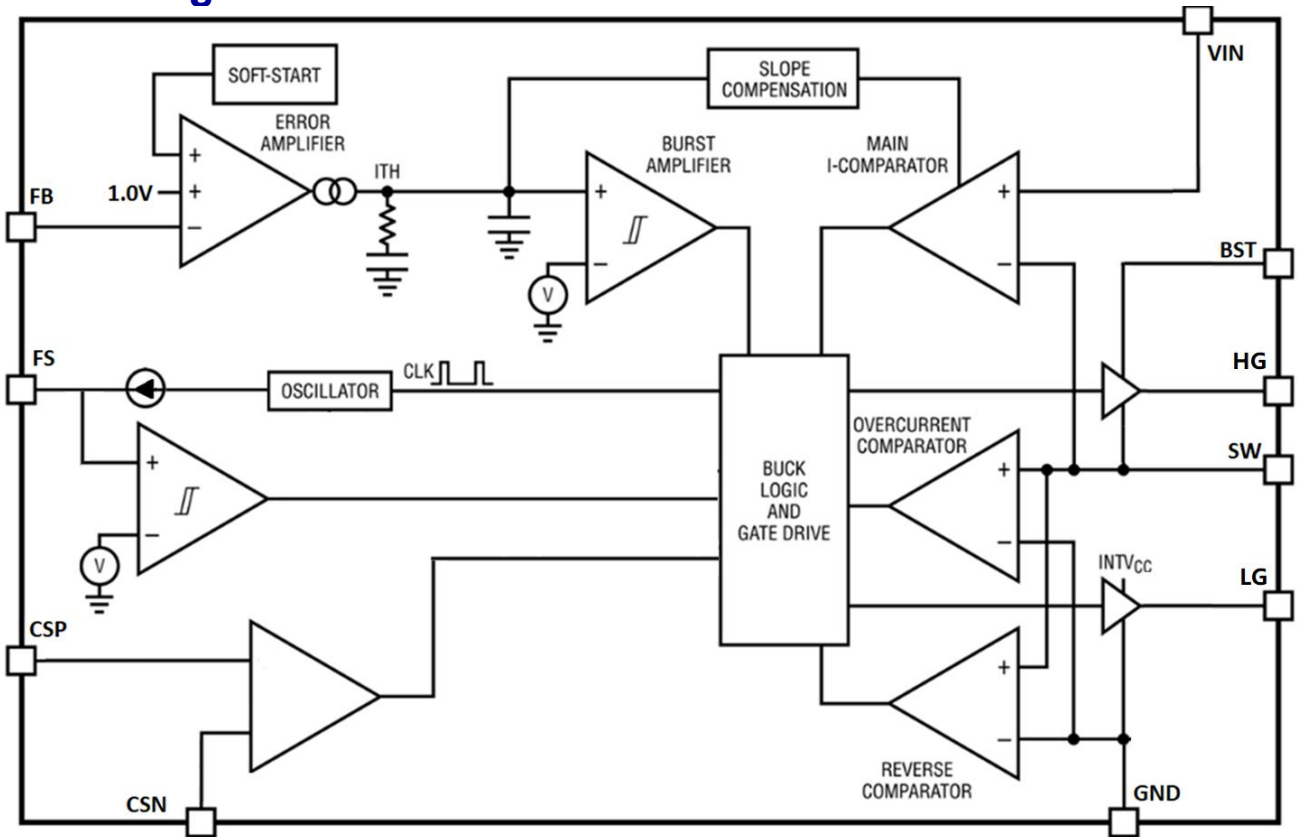 VIN
SOFT-START
SLOPE
COMPENSATION
ERROR
AMPLIFIER
BURST
AMPLIFIER
MAIN
I-COMPARATOR
ITH
+
FB
1.0V
+
+
+
−
−
−
V
BST
FS
CLK
HG
OSCILLATOR
OVERCURRENT
COMPARATOR
SW
+
+
BUCK
LOGIC
AND
GATE DRIVE
−
−
V
INTVCC
LG
CSP
+
−
REVERSE
COMPARATOR
CSN
GND